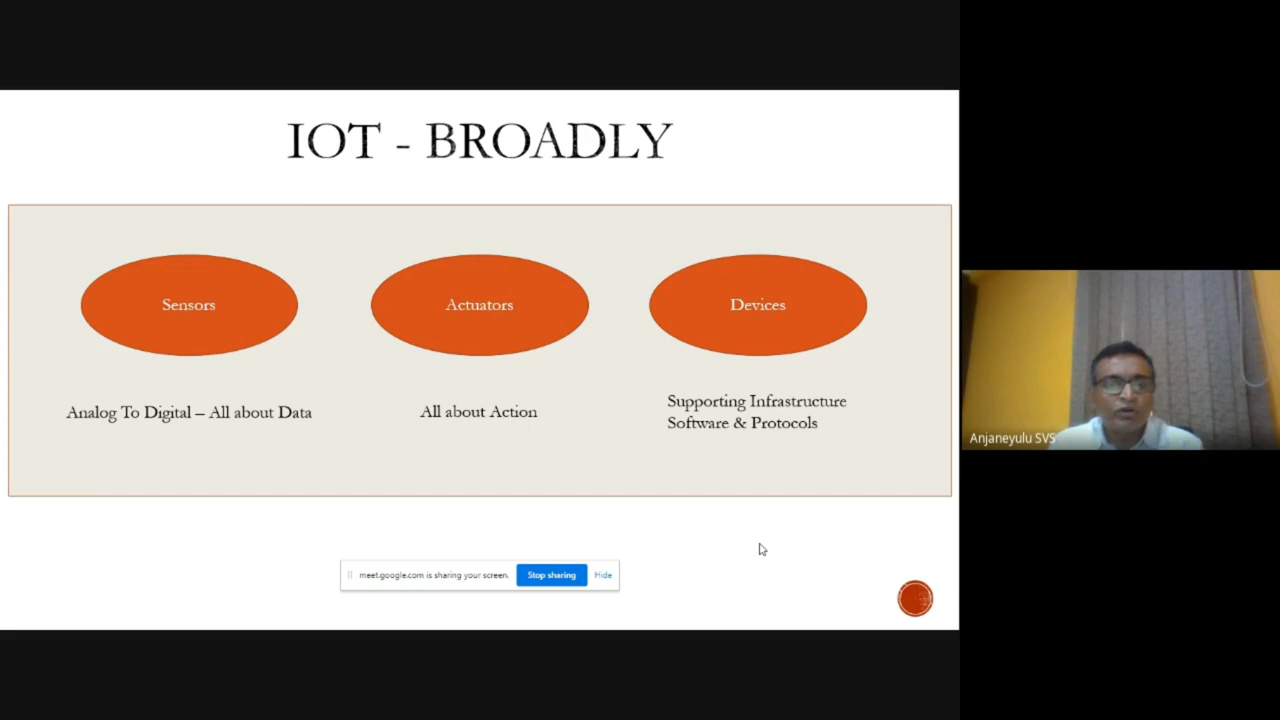 IOT - BROADLY
Sensors
Actuators
Devices
Analog To Digital – All about Data
All about Action
Supporting Infrastructure
Software & Protocols
meet.google.com is sharing your screen.
Stop sharing
Hide
Anjaneyulu SVS